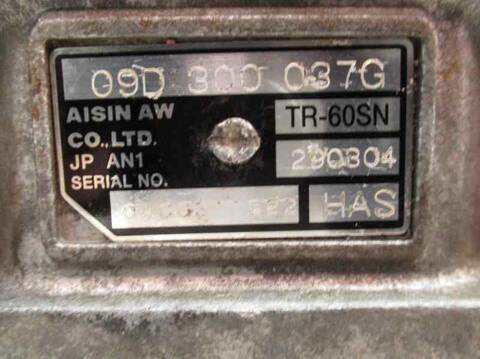 09D 300 037G
AISIN AW TR-60SN
CO.,LTD.
JP AN1 290304
SERIAL NO.
HAS